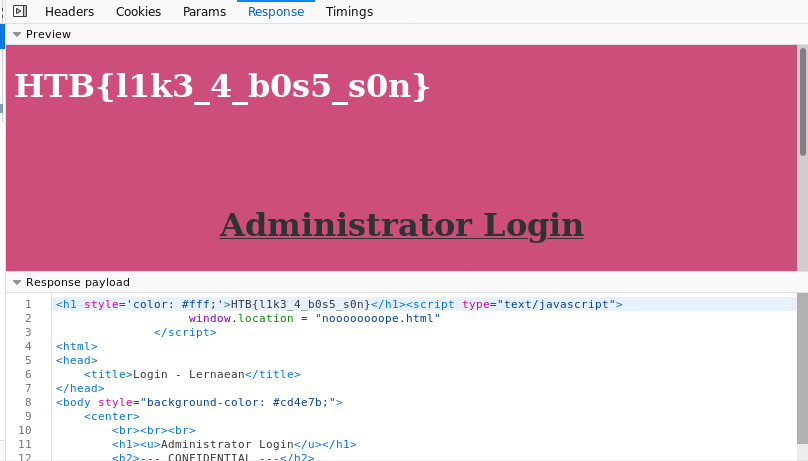 Headers Cookies Params Response Timings
Preview
HTB{l1k3_4_b0s5_s0n}
Administrator Login
Response payload
1 <h1 style='color: #fff;'>HTB{l1k3_4_b0s5_s0n}</h1><script type="text/javascript">
2 window.location = "noooooooope.html"
3 </script>
4 <html>
5 <head>
6 <title>Login - Lernaean</title>
7 </head>
8 <body style="background-color: #cd4e7b;">
9 <center>
10 <br><br><br>
11 <h1><u>Administrator Login</u></h1>
12 <h2>--- CONFIDENTIAL ---</h2>